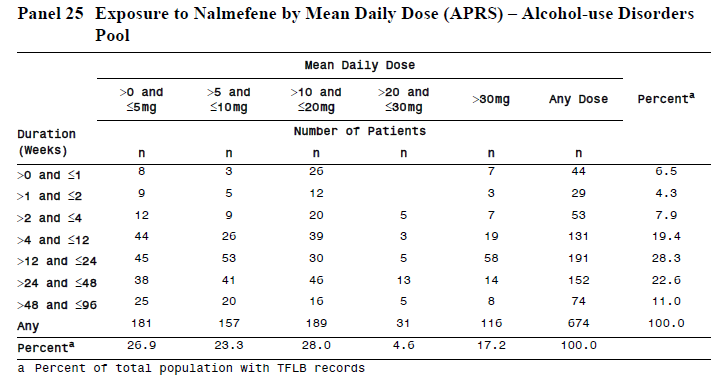 Panel 25 Exposure to Nalmefene by Mean Daily Dose (APRS) – Alcohol-use Disorders
Pool
Mean Daily Dose
>0 and >5 and >10 and >20 and
≤5mg ≤10mg ≤20mg ≤30mg >30mg Any Dose Percentᵃ
Duration Number of Patients
(Weeks) n n n n n n
>0 and ≤1 8 3 26 7 44 6.5
>1 and ≤2 9 5 12 3 29 4.3
>2 and ≤4 12 9 20 5 7 53 7.9
>4 and ≤12 44 26 39 3 19 131 19.4
>12 and ≤24 45 53 30 5 58 191 28.3
>24 and ≤48 38 41 46 13 14 152 22.6
>48 and ≤96 25 20 16 5 8 74 11.0
Any 181 157 189 31 116 674 100.0
Percentᵃ 26.9 23.3 28.0 4.6 17.2 100.0
a Percent of total population with TFLB records